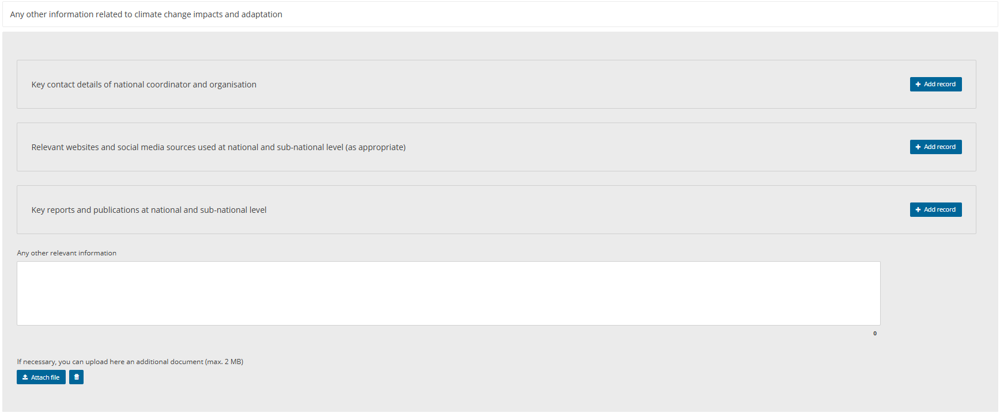 Any other information related to climate change impacts and adaptation
Key contact details of national coordinator and organisation
Add record
Relevant websites and social media sources used at national and sub-national level (as appropriate)
Add record
Key reports and publications at national and sub-national level
Add record
Any other relevant information
0
If necessary, you can upload here an additional document (max. 2 MB)
Attach file